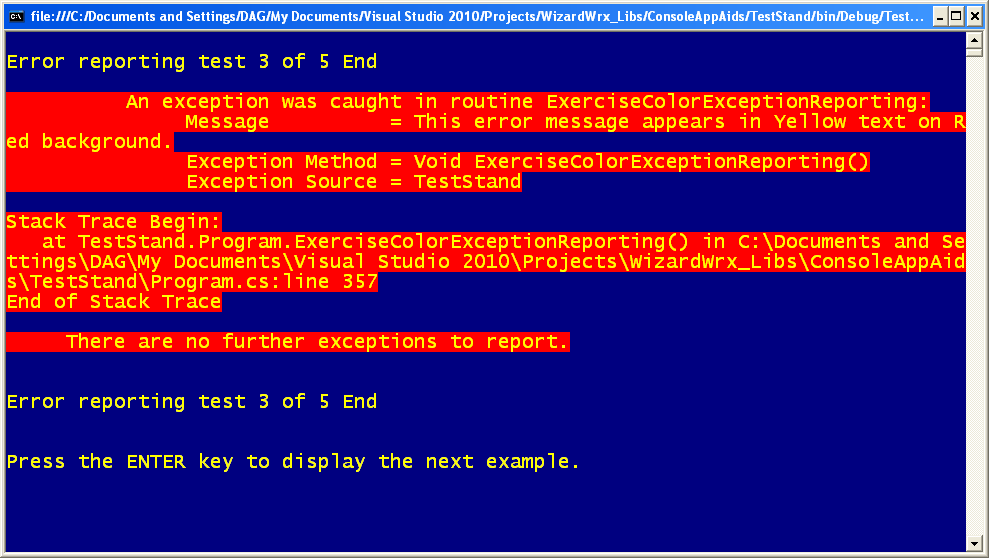 file:///C:/Documents and Settings/DAG/My Documents/Visual Studio 2010/Projects/WizardWrx_Libs/ConsoleAppAids/TestStand/bin/Debug/Test...
Error reporting test 3 of 5 End
An exception was caught in routine ExerciseColorExceptionReporting:
Message = This error message appears in Yellow text on R
ed background.
Exception Method = Void ExerciseColorExceptionReporting()
Exception Source = TestStand
Stack Trace Begin:
at TestStand.Program.ExerciseColorExceptionReporting() in C:\Documents and Se
ttings\DAG\My Documents\Visual Studio 2010\Projects\WizardWrx_Libs\ConsoleAppAid
s\TestStand\Program.cs:line 357
End of Stack Trace
There are no further exceptions to report.
Error reporting test 3 of 5 End
Press the ENTER key to display the next example.